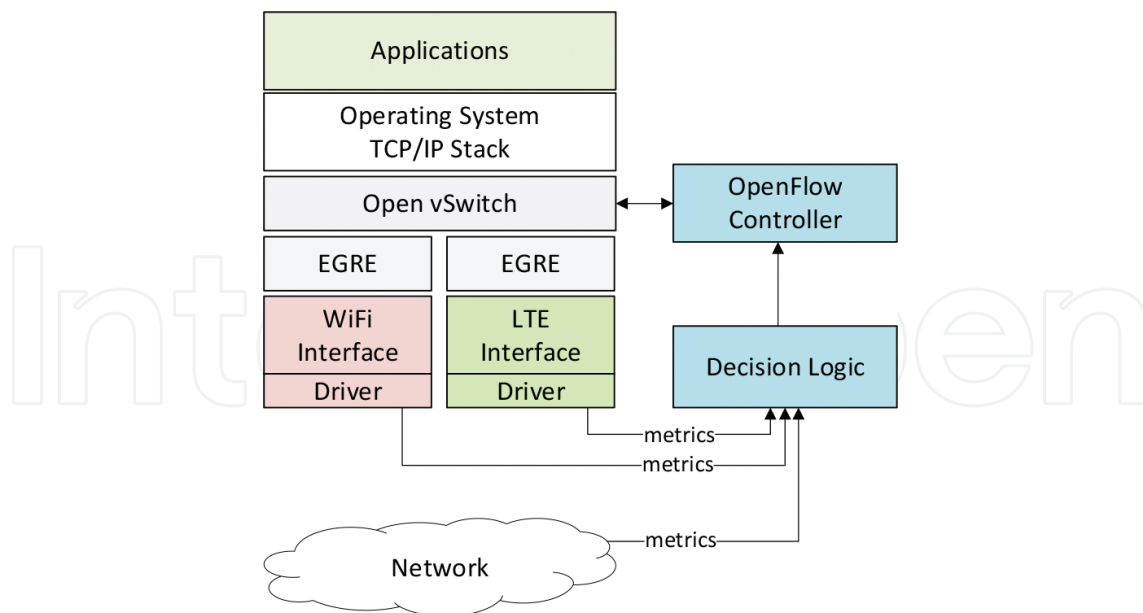 Applications
Operating System
TCP/IP Stack
Open vSwitch
OpenFlow
Controller
EGRE
EGRE
WiFi
Interface
LTE
Interface
Decision Logic
Driver
Driver
metrics
metrics
metrics
Network